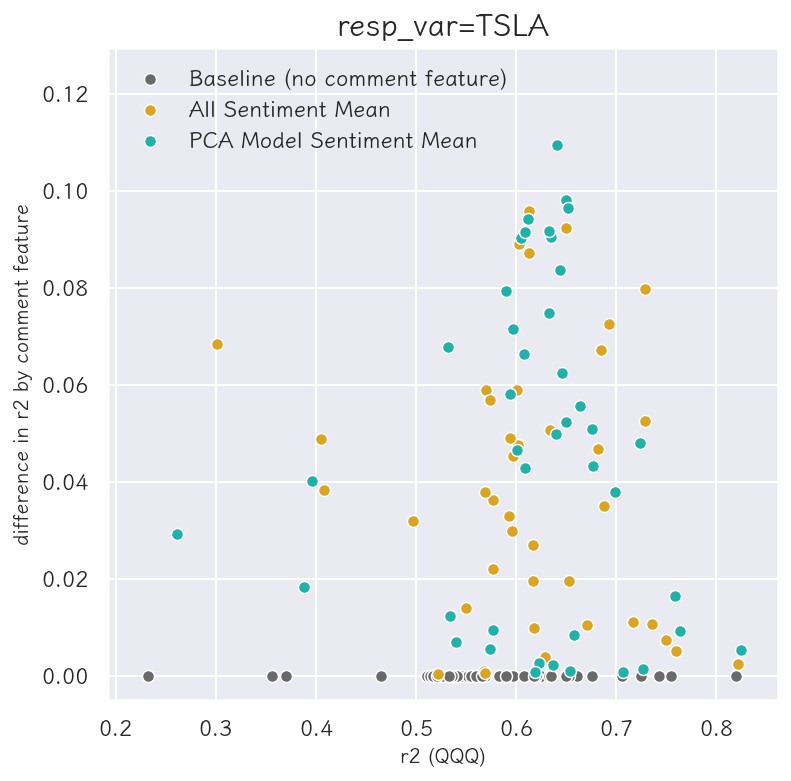 resp_var=TSLA
Baseline (no comment feature)
All Sentiment Mean
PCA Model Sentiment Mean
difference in r2 by comment feature
0.12
0.10
0.08
0.06
0.04
0.02
0.00
0.2 0.3 0.4 0.5 0.6 0.7 0.8
r2 (QQQ)